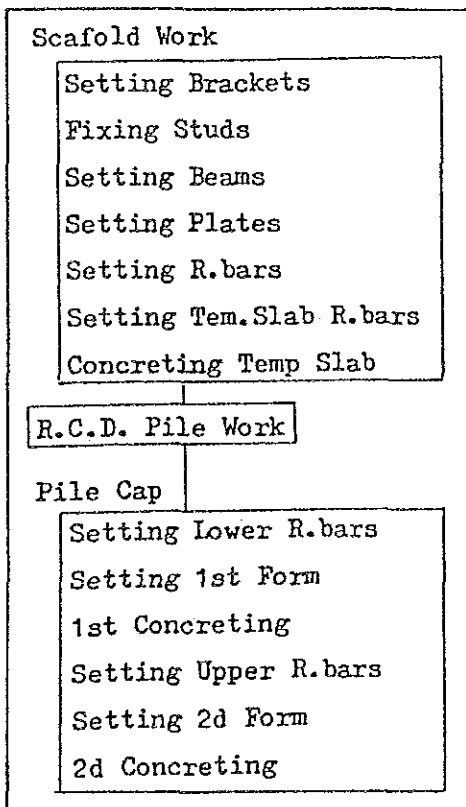 Scafold Work
Setting Brackets
Fixing Studs
Setting Beams
Setting Plates
Setting R.bars
Setting Tem.Slab R.bars
Concreting Temp Slab
R.C.D. Pile Work
Pile Cap
Setting Lower R.bars
Setting 1st Form
1st Concreting
Setting Upper R.bars
Setting 2d Form
2d Concreting